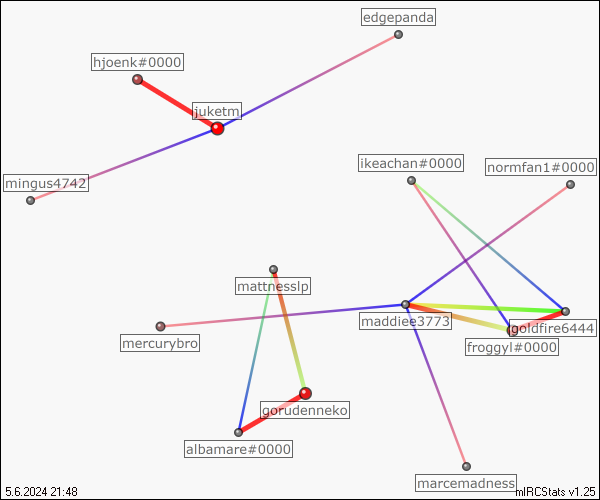 edgepanda
hjoenk#0000
juketm
ikeachan#0000
normfan1#0000
mingus4742
mattnesslp
maddiee3773
goldfire6444
mercurybro
froggyl#0000
gorudenneko
albamare#0000
marcemadness
5.6.2024 21:48
mIRCStats v1.25